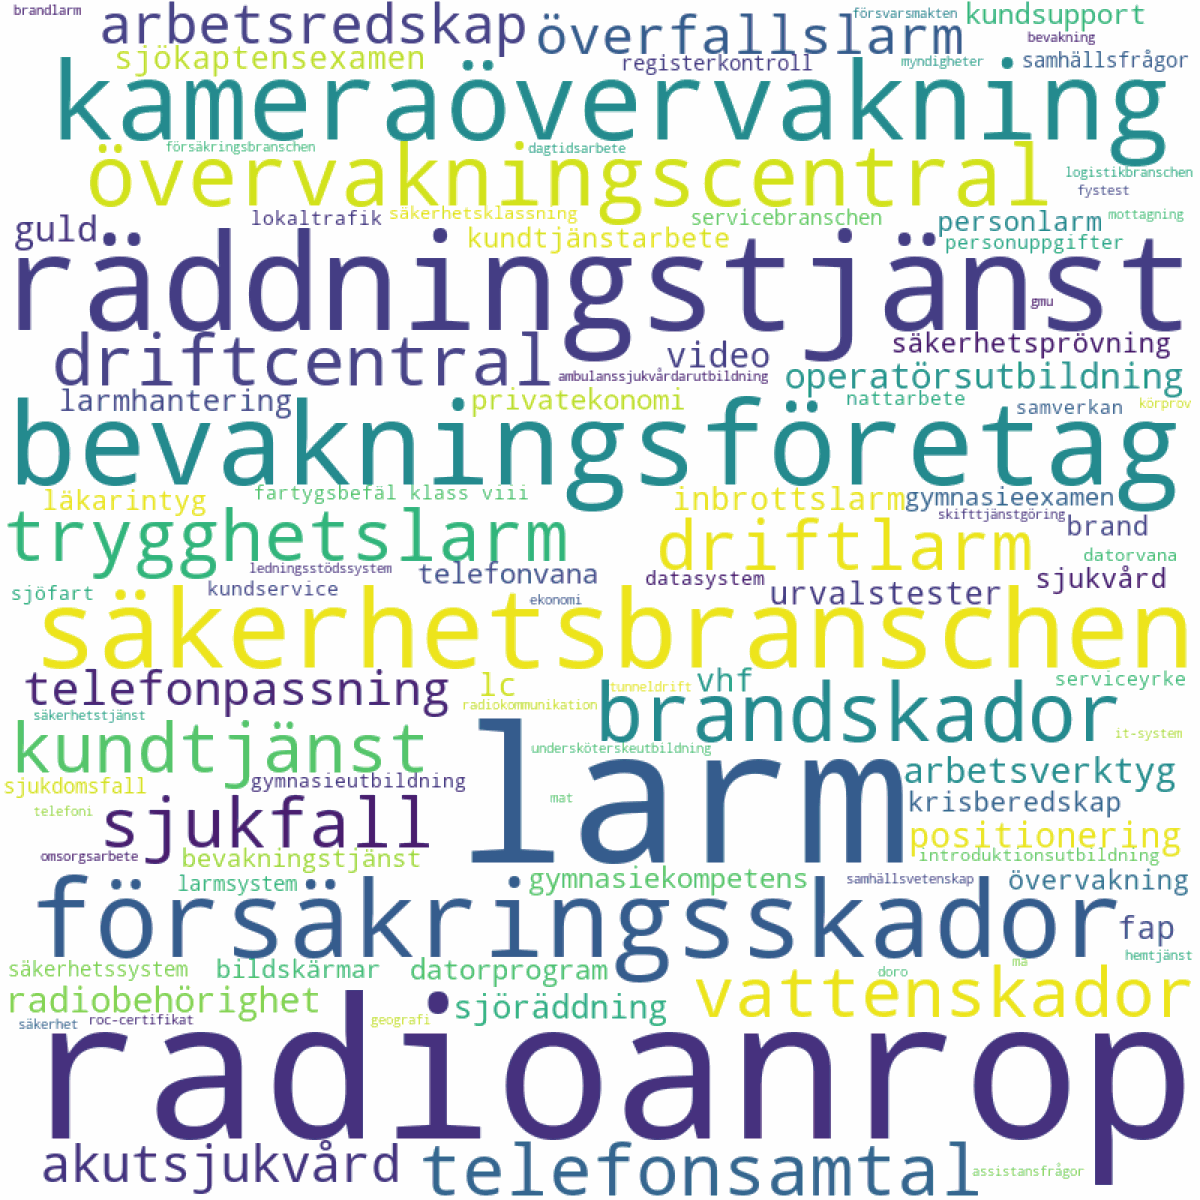 brandlarm
arbetsredskap
överfallslarm
försvarsmakten
kundsupport
bevakning
sjökaptensexamen
registerkontroll
myndigheter
samhällsfrågor
kameraövervakning
försäkringsbranschen
dagtidsarbete
övervakningscentral
logistikbranschen
fystest
guld
lokaltrafik
säkerhetsklassning
servicebranschen
personlarm
mottagning
kundtjänstarbete
personuppgifter
räddningstjänst
gmu
driftcentral
video
säkerhetsprövning
ambulanssjukvårdarutbildning
operatörsutbildning
larmhantering
privatekonomi
nattarbete
samverkan
körprov
bevakningsföretag
läkarintyg
fartygsbefäl klass viii
inbrottslarm
gymnasieexamen
skifttjänstgöring
brand
trygghetslarm
driftlarm
datorvana
ledningsstödssystem
telefonvana
datasystem
sjukvård
sjöfart
kundservice
ekonomi
urvalstester
säkerhetsbranschen
telefonpassning
lc
tunneldrift
vhf
serviceyrke
radiokommunikation
säkerhetstjänst
brandskador
it-system
kundtjänst
undersköterskeutbildning
larm
sjukdomsfall
gymnasieutbildning
arbetsverktyg
telefoni
sjukfall
mat
krisberedskap
positionering
omsorgsarbete
bevakningstjänst
introduktionsutbildning
larmsystem
gymnasiekompetens
samhällsvetenskap
övervakning
försäkringsskador
fap
hemtjänst
säkerhetssystem
bildskärmar
datorprogram
doro
ma
radiobehörighet
sjöräddning
vattenskador
säkerhet
roc-certifikat
geografi
radioanrop
akutsjukvård
telefonsamtal
assistansfrågor